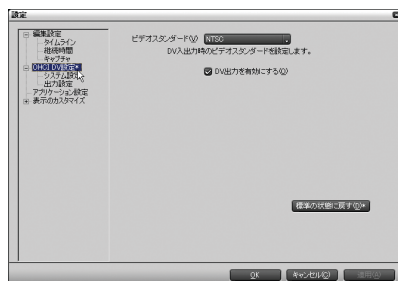 設定
編集設定
タイムライン
継続時間
キャプチャ
OHCI DV設定*
システム設定
出力設定
アプリケーション設定
表示のカスタマイズ
ビデオスタンダード(V) NTSC
DV入出力時のビデオスタンダードを設定します。
DV出力を有効にする(O)
標準の状態に戻す(D)*
OK キャンセル(C) 適用(A)